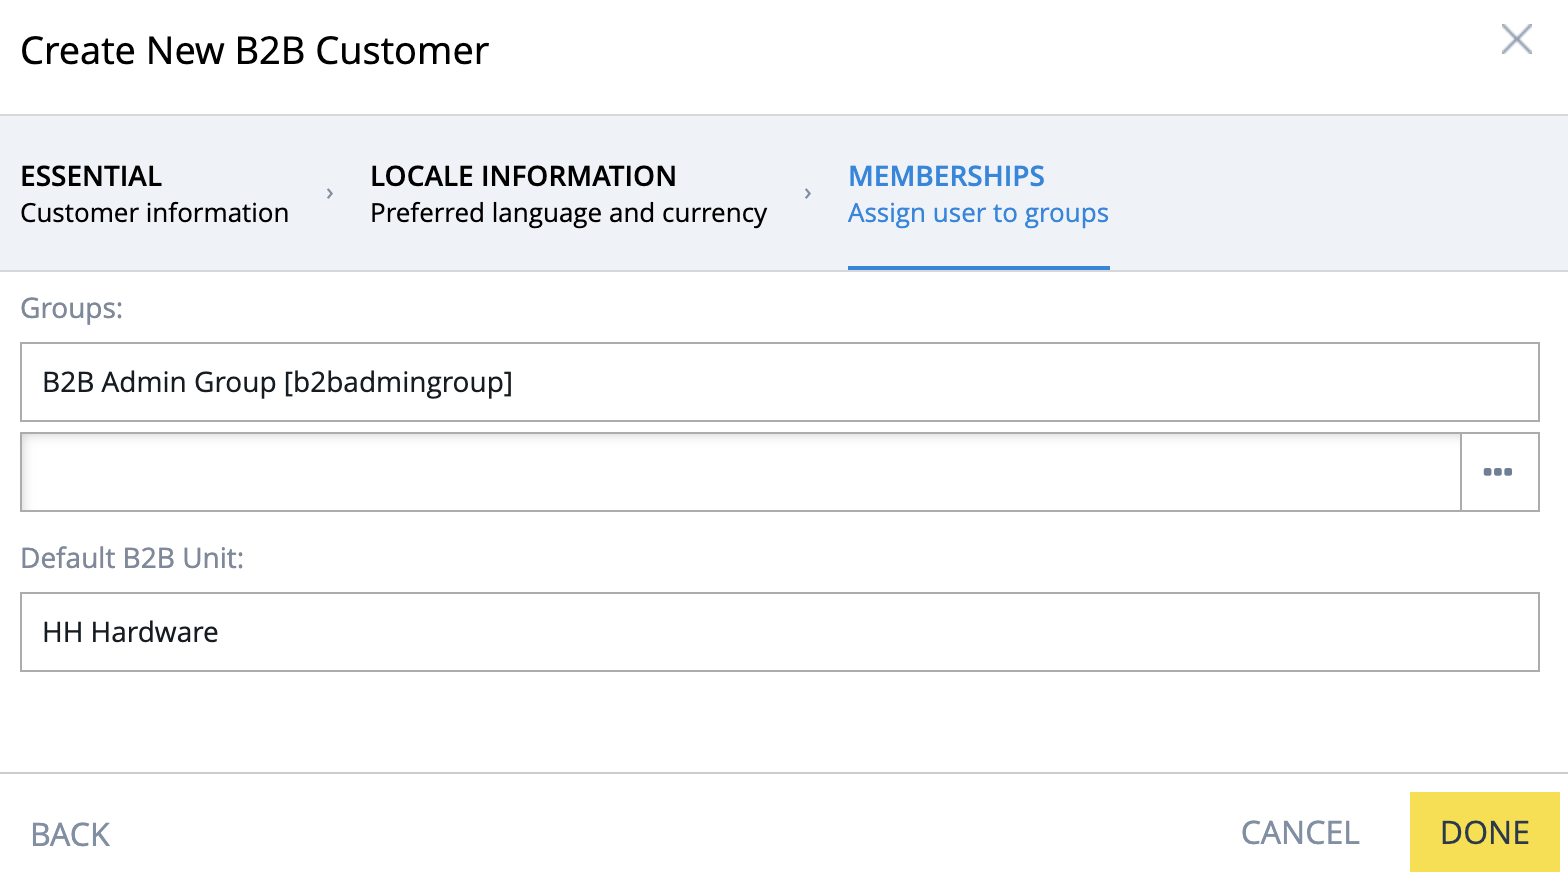 Create New B2B Customer
ESSENTIAL
Customer information
LOCALE INFORMATION
Preferred language and currency
MEMBERSHIPS
Assign user to groups
Groups:
B2B Admin Group [b2badmingroup]
Default B2B Unit:
HH Hardware
BACK
CANCEL
DONE